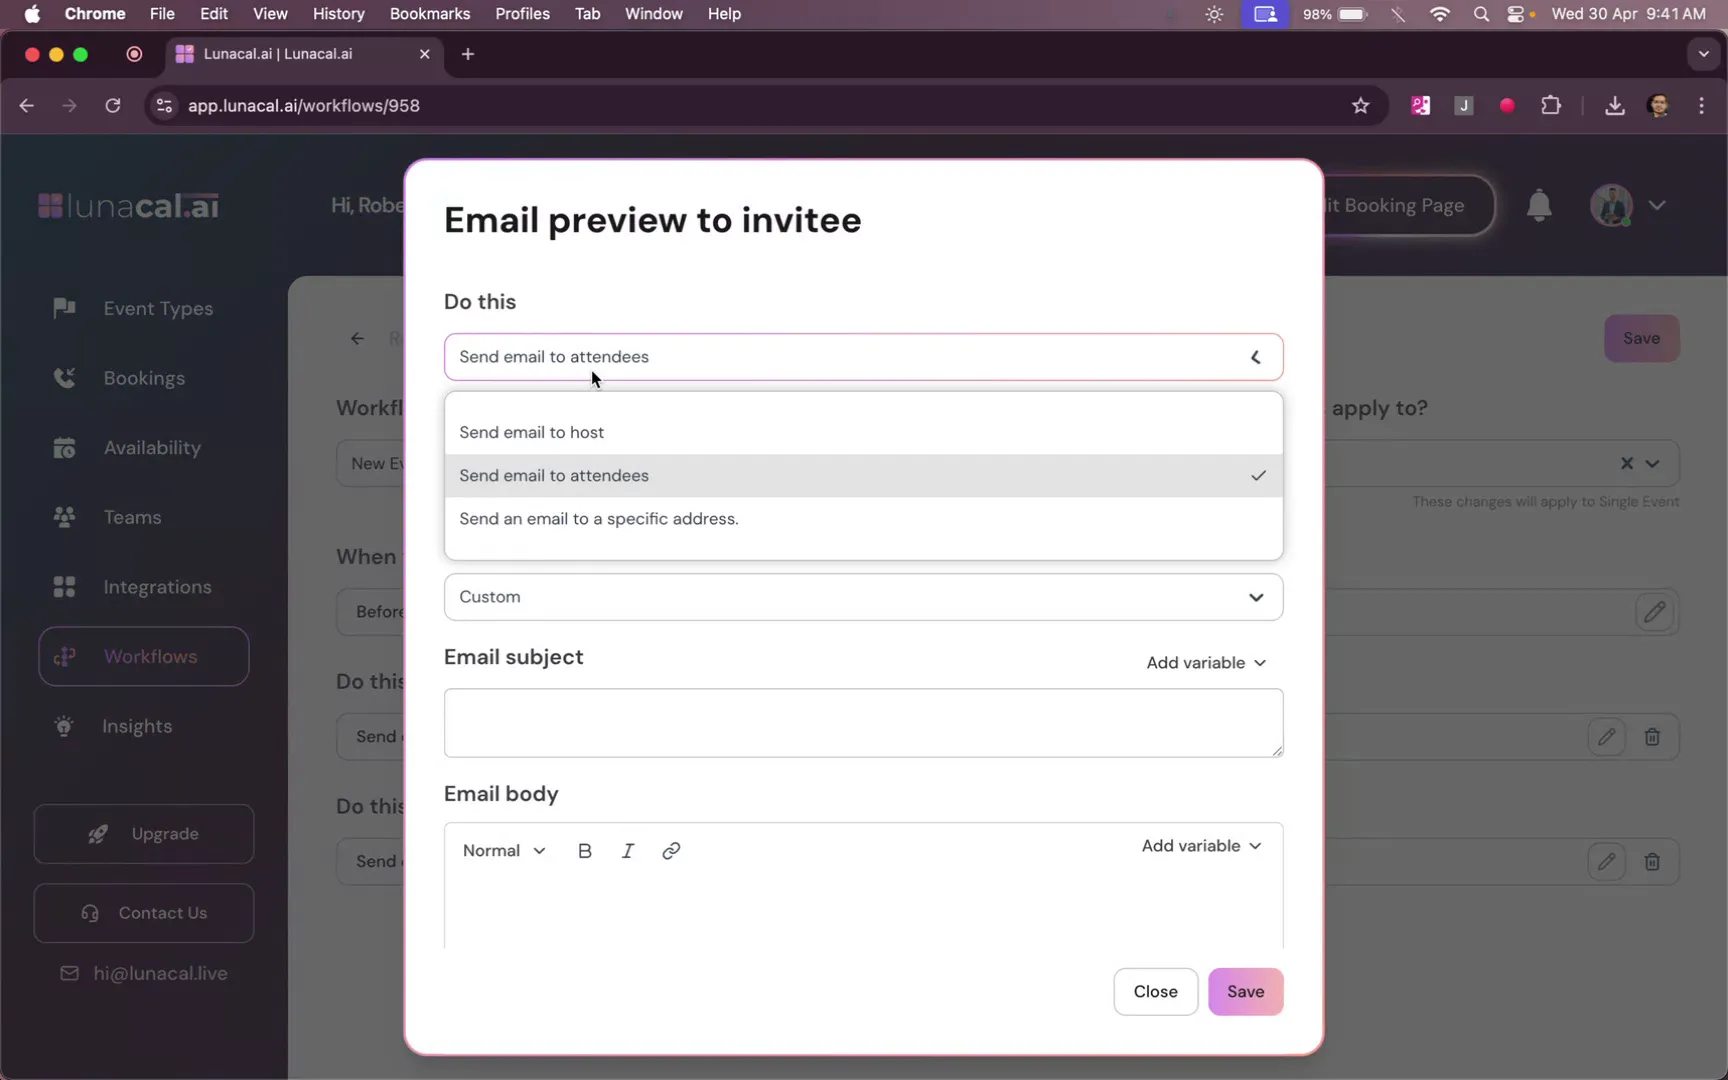 Chrome File Edit View History Bookmarks Profiles Tab Window Help 98% Wed 30 Apr 9:41 AM
Lunacal.ai | Lunacal.ai
app.lunacal.ai/workflows/958
J
lunacal.ai
Hi, Robe
it Booking Page
Event Types
Bookings
Availability
Teams
Integrations
Workflows
Insights
Upgrade
Contact Us
hi@lunacal.live
Save
Workfl
apply to?
New Ev
These changes will apply to Single Event
When
Before
Do this
Send
Do this
Send
Email preview to invitee
Do this
Send email to attendees
Send email to host
Send email to attendees
Send an email to a specific address.
Custom
Email subject
Add variable
Email body
Normal B I
Add variable
Close
Save